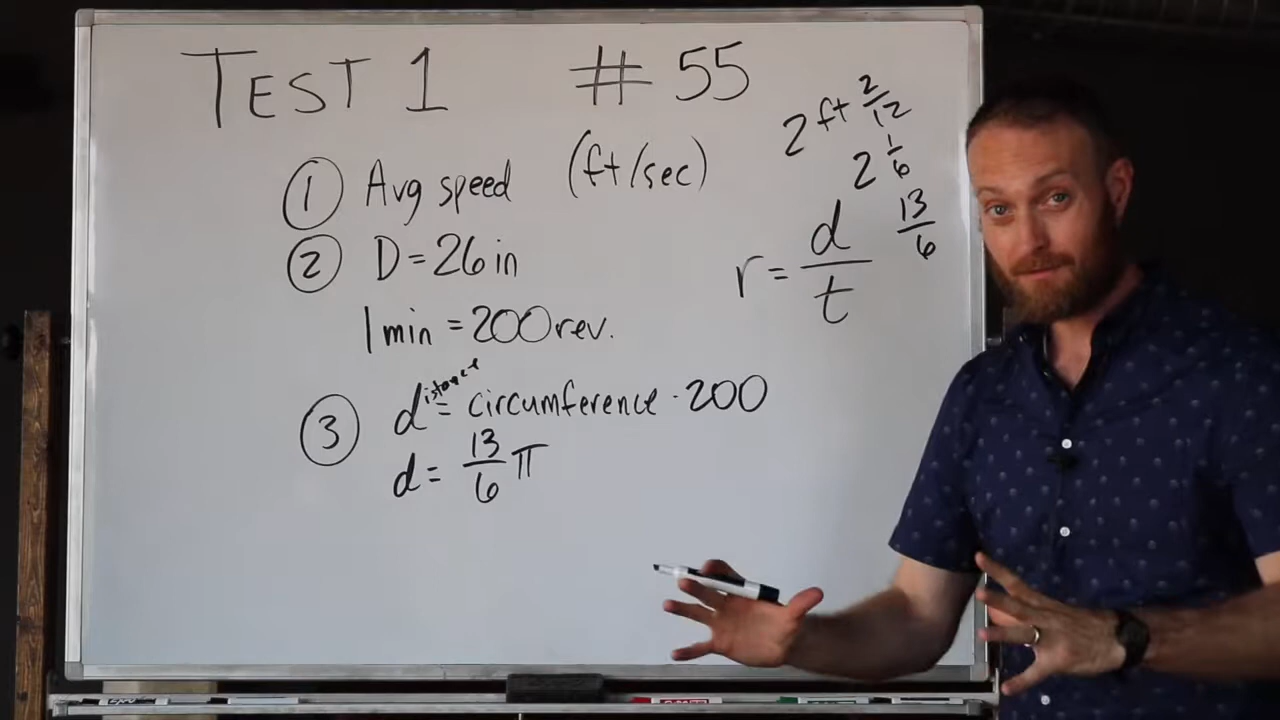 TEST 1 # 55
① Avg speed (ft/sec)
② D = 26 in
1 min = 200 rev.
③ distance = circumference · 200
d = 13/6 π
2 ft 2/12
2 1/6
13/6
r = d/t